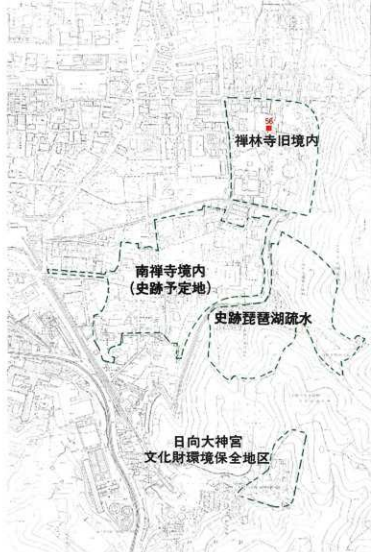 56
禅林寺旧境内
南禅寺境内
(史跡予定地)
史跡琵琶湖疏水
日向大神宮
文化財環境保全地区